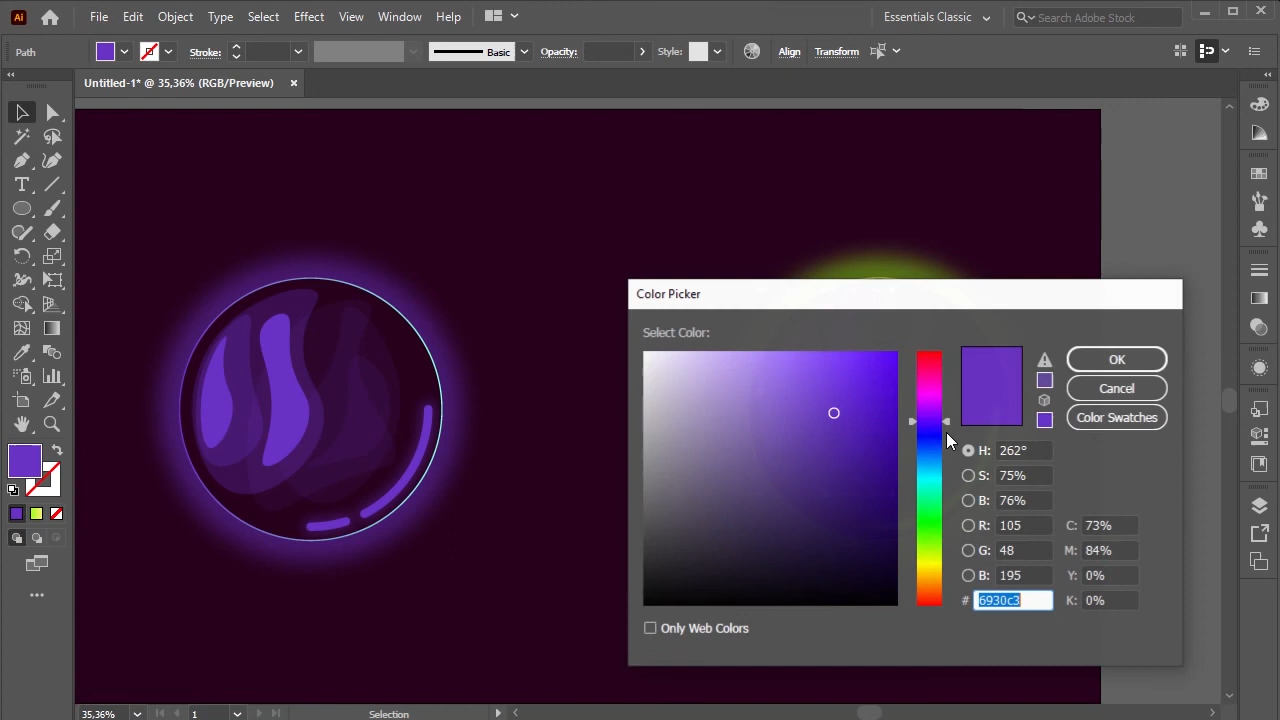 Ai File Edit Object Type Select Effect View Window Help Essentials Classic Search Adobe Stock
Path Stroke: Basic Opacity: Style: Align Transform
Untitled-1* @ 35,36% (RGB/Preview) ×
Color Picker
Select Color:
OK
Cancel
Color Swatches
H: 262°
S: 75%
B: 76%
R: 105 C: 73%
G: 48 M: 84%
B: 195 Y: 0%
# 6930c3 K: 0%
Only Web Colors
35,36% 1 Selection